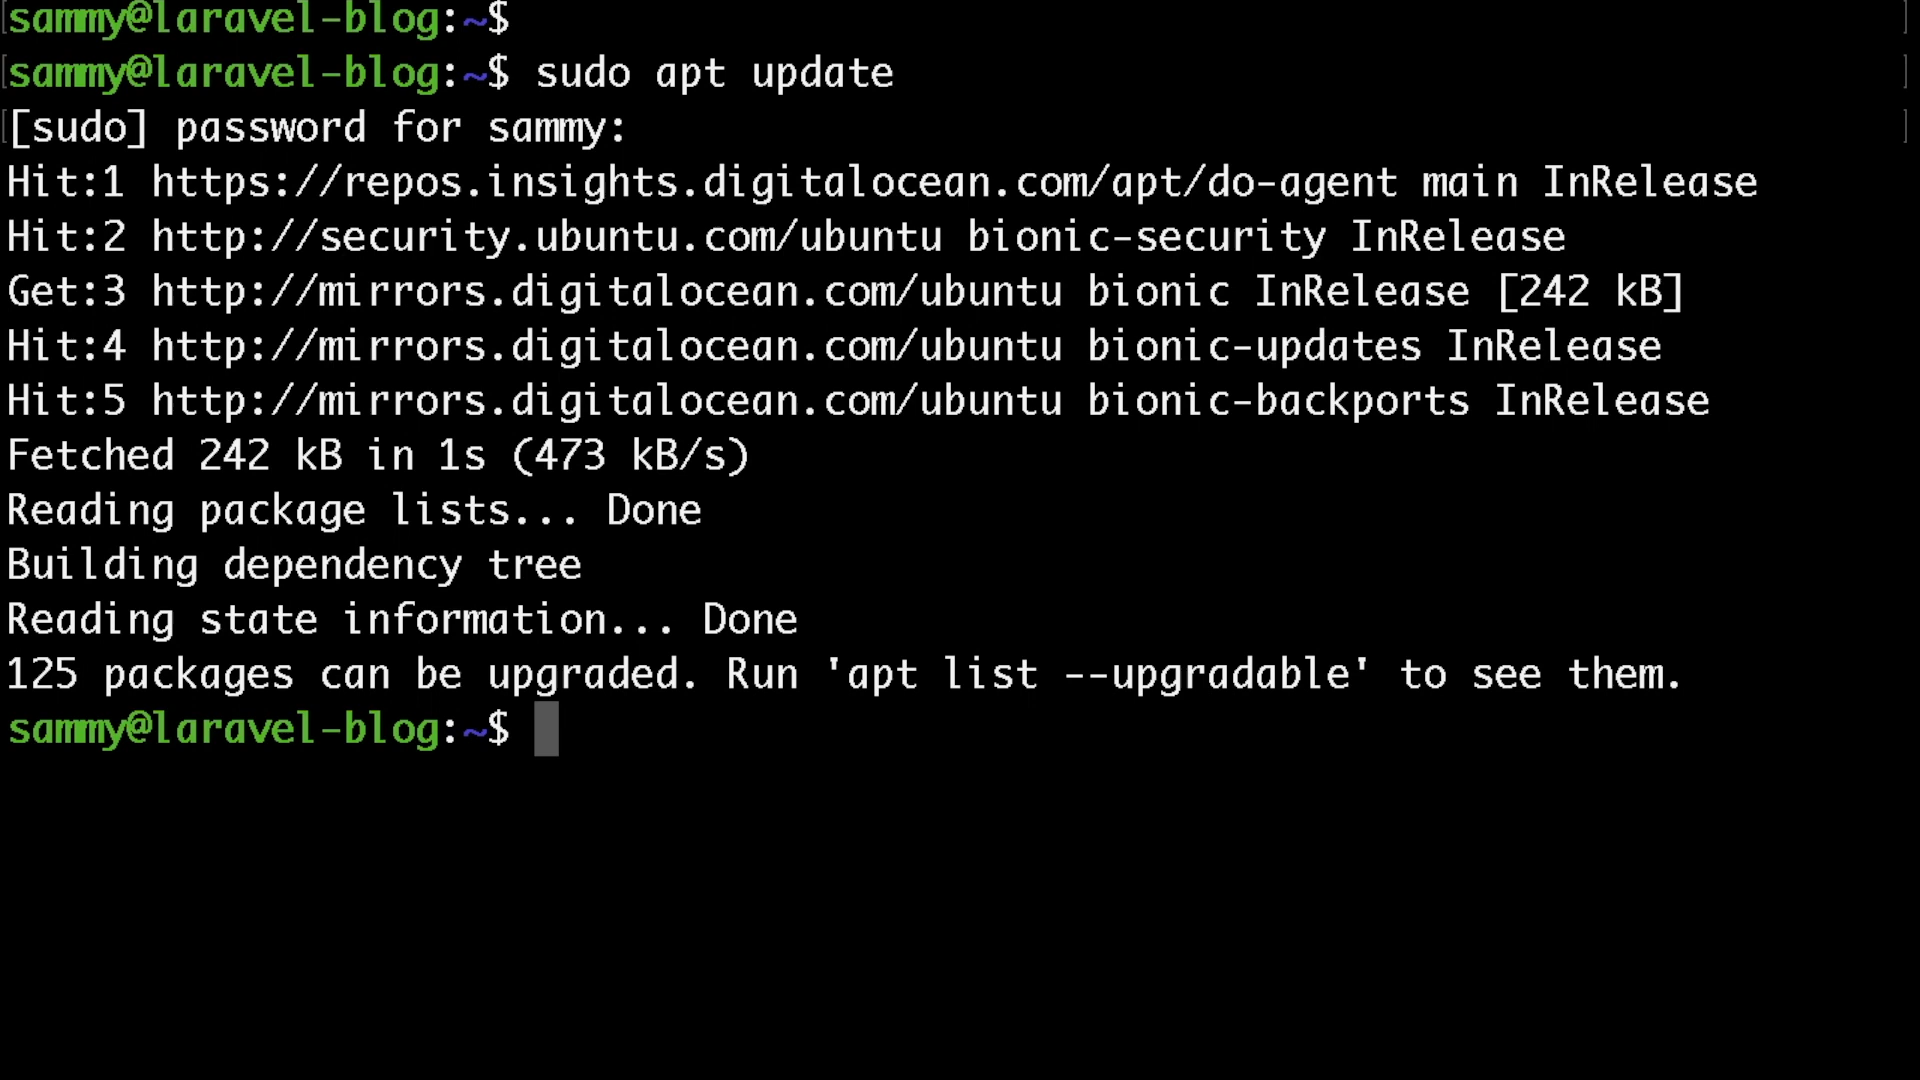 sammy@laravel-blog:~$
sammy@laravel-blog:~$ sudo apt update
[sudo] password for sammy:
Hit:1 https://repos.insights.digitalocean.com/apt/do-agent main InRelease
Hit:2 http://security.ubuntu.com/ubuntu bionic-security InRelease
Get:3 http://mirrors.digitalocean.com/ubuntu bionic InRelease [242 kB]
Hit:4 http://mirrors.digitalocean.com/ubuntu bionic-updates InRelease
Hit:5 http://mirrors.digitalocean.com/ubuntu bionic-backports InRelease
Fetched 242 kB in 1s (473 kB/s)
Reading package lists... Done
Building dependency tree
Reading state information... Done
125 packages can be upgraded. Run 'apt list --upgradable' to see them.
sammy@laravel-blog:~$